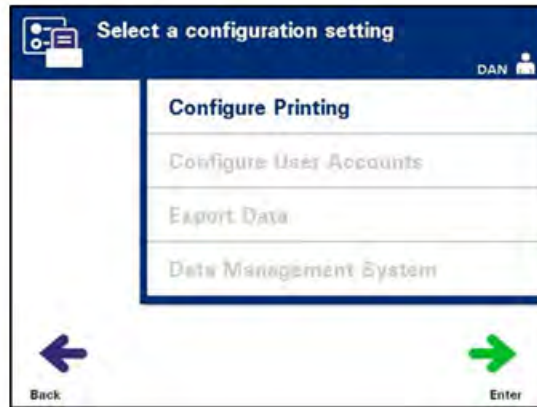 Select a configuration setting
DAN
Configure Printing
Configure User Accounts
Export Data
Data Management System
Back
Enter